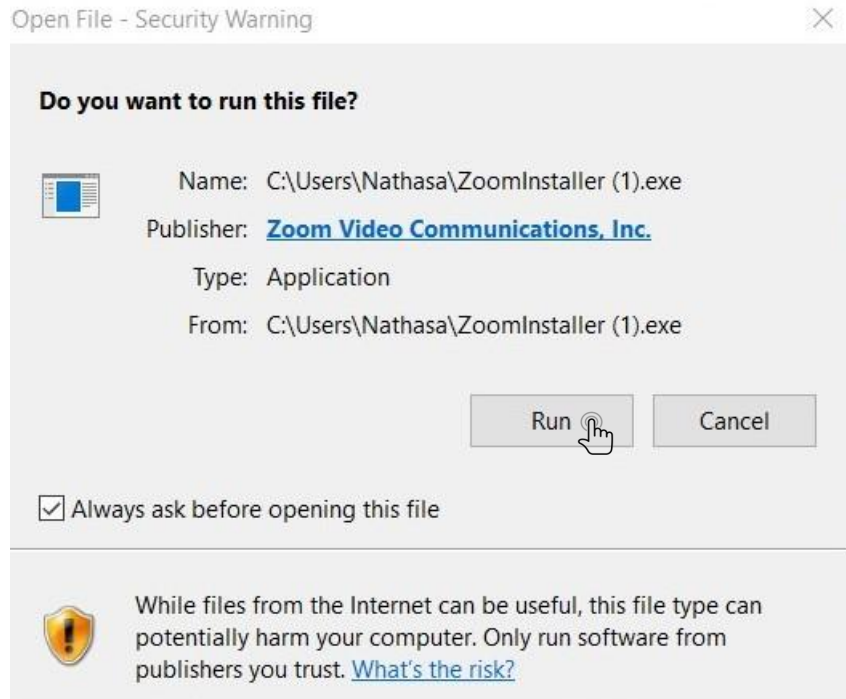 Open File - Security Warning
Do you want to run this file?
Name: C:\Users\Nathasa\ZoomInstaller (1).exe
Publisher: Zoom Video Communications, Inc.
Type: Application
From: C:\Users\Nathasa\ZoomInstaller (1).exe
Run Cancel
Always ask before opening this file
While files from the Internet can be useful, this file type can
potentially harm your computer. Only run software from
publishers you trust. What's the risk?